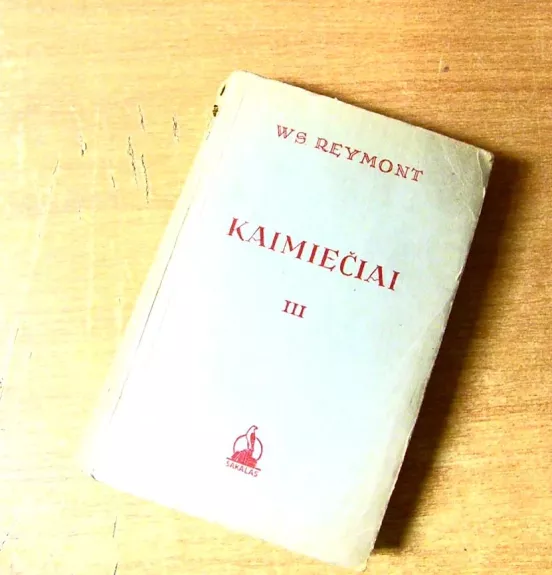 WS REYMONT
KAIMIEČIAI
III
SAKALAS